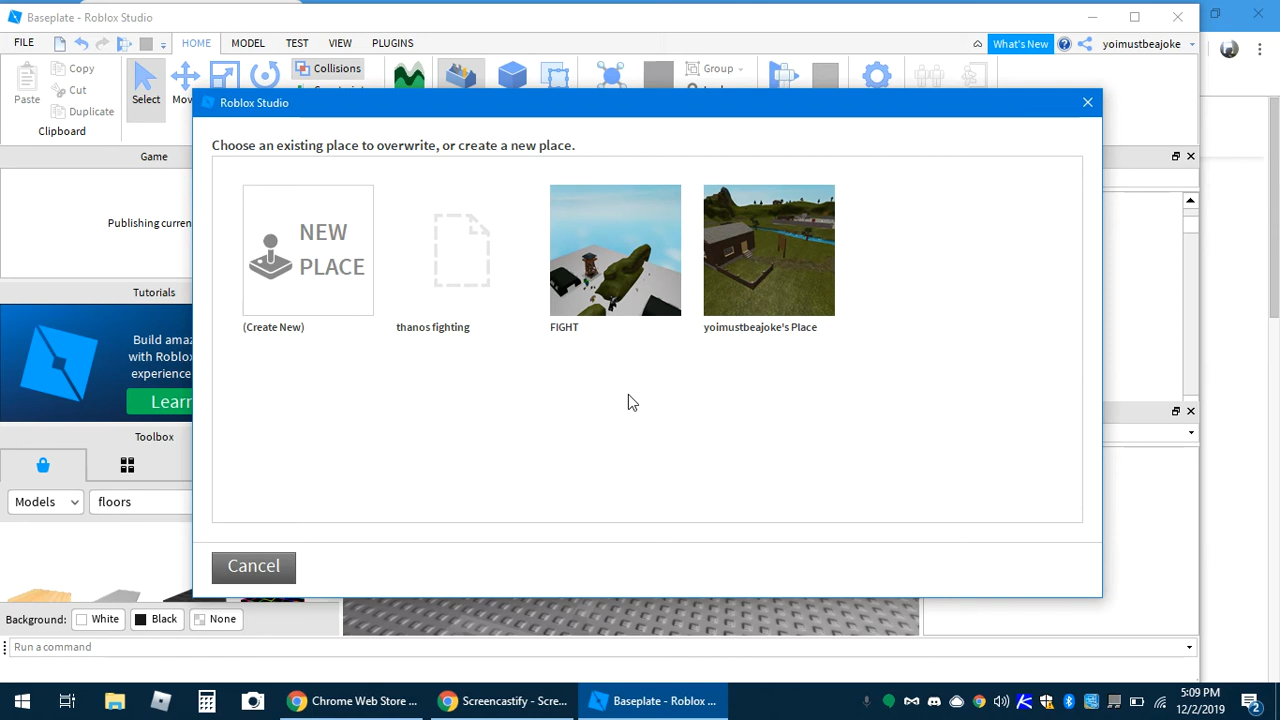 Baseplate - Roblox Studio
FILE
HOME
MODEL
TEST
VIEW
PLUGINS
What's New
yoimustbeajoke
Paste
Copy
Cut
Duplicate
Clipboard
Select
Collisions
Group
Roblox Studio
Choose an existing place to overwrite, or create a new place.
NEW
PLACE
(Create New)
thanos fighting
FIGHT
yoimustbeajoke's Place
Cancel
Game
Publishing curren
Tutorials
Build amaz
with Roblox
experience
Learn
Toolbox
Models
floors
Background:
White
Black
None
Run a command
Chrome Web Store ...
Screencastify - Scre...
Baseplate - Roblox ...
5:09 PM
12/2/2019
2